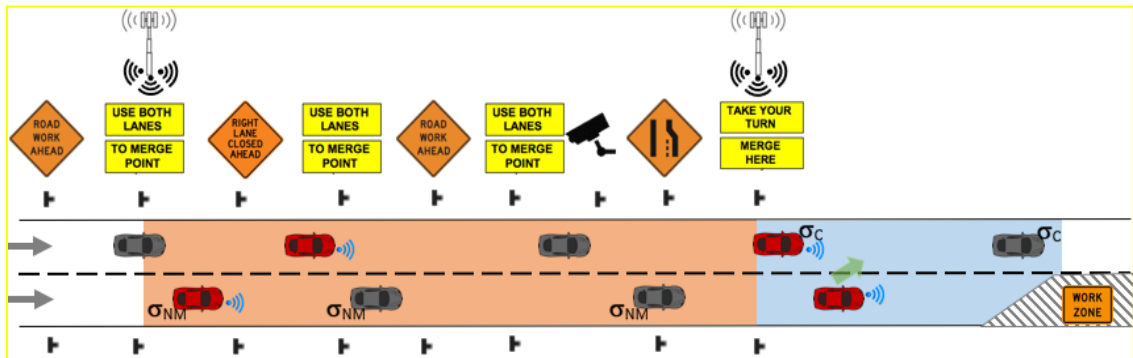 ROAD
WORK
AHEAD
USE BOTH
LANES
TO MERGE
POINT
RIGHT
LANE
CLOSED
AHEAD
USE BOTH
LANES
TO MERGE
POINT
ROAD
WORK
AHEAD
USE BOTH
LANES
TO MERGE
POINT
TAKE YOUR
TURN
MERGE
HERE
σC
σC
σNM
σNM
σNM
WORK
ZONE